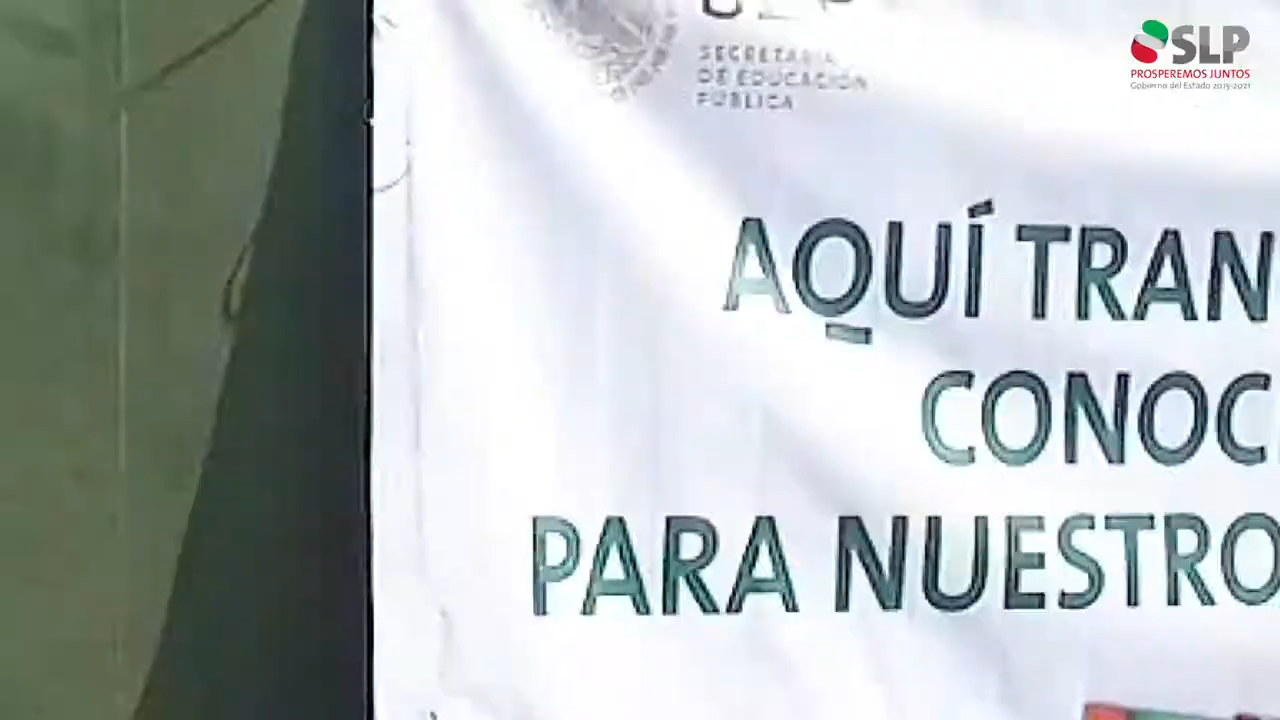 SLP
PROSPEREMOS JUNTOS
Gobierno del Estado 2015-2021
SECRETARÍA
DE EDUCACIÓN
PÚBLICA
AQUÍ TRAN
CONOC
PARA NUESTRO